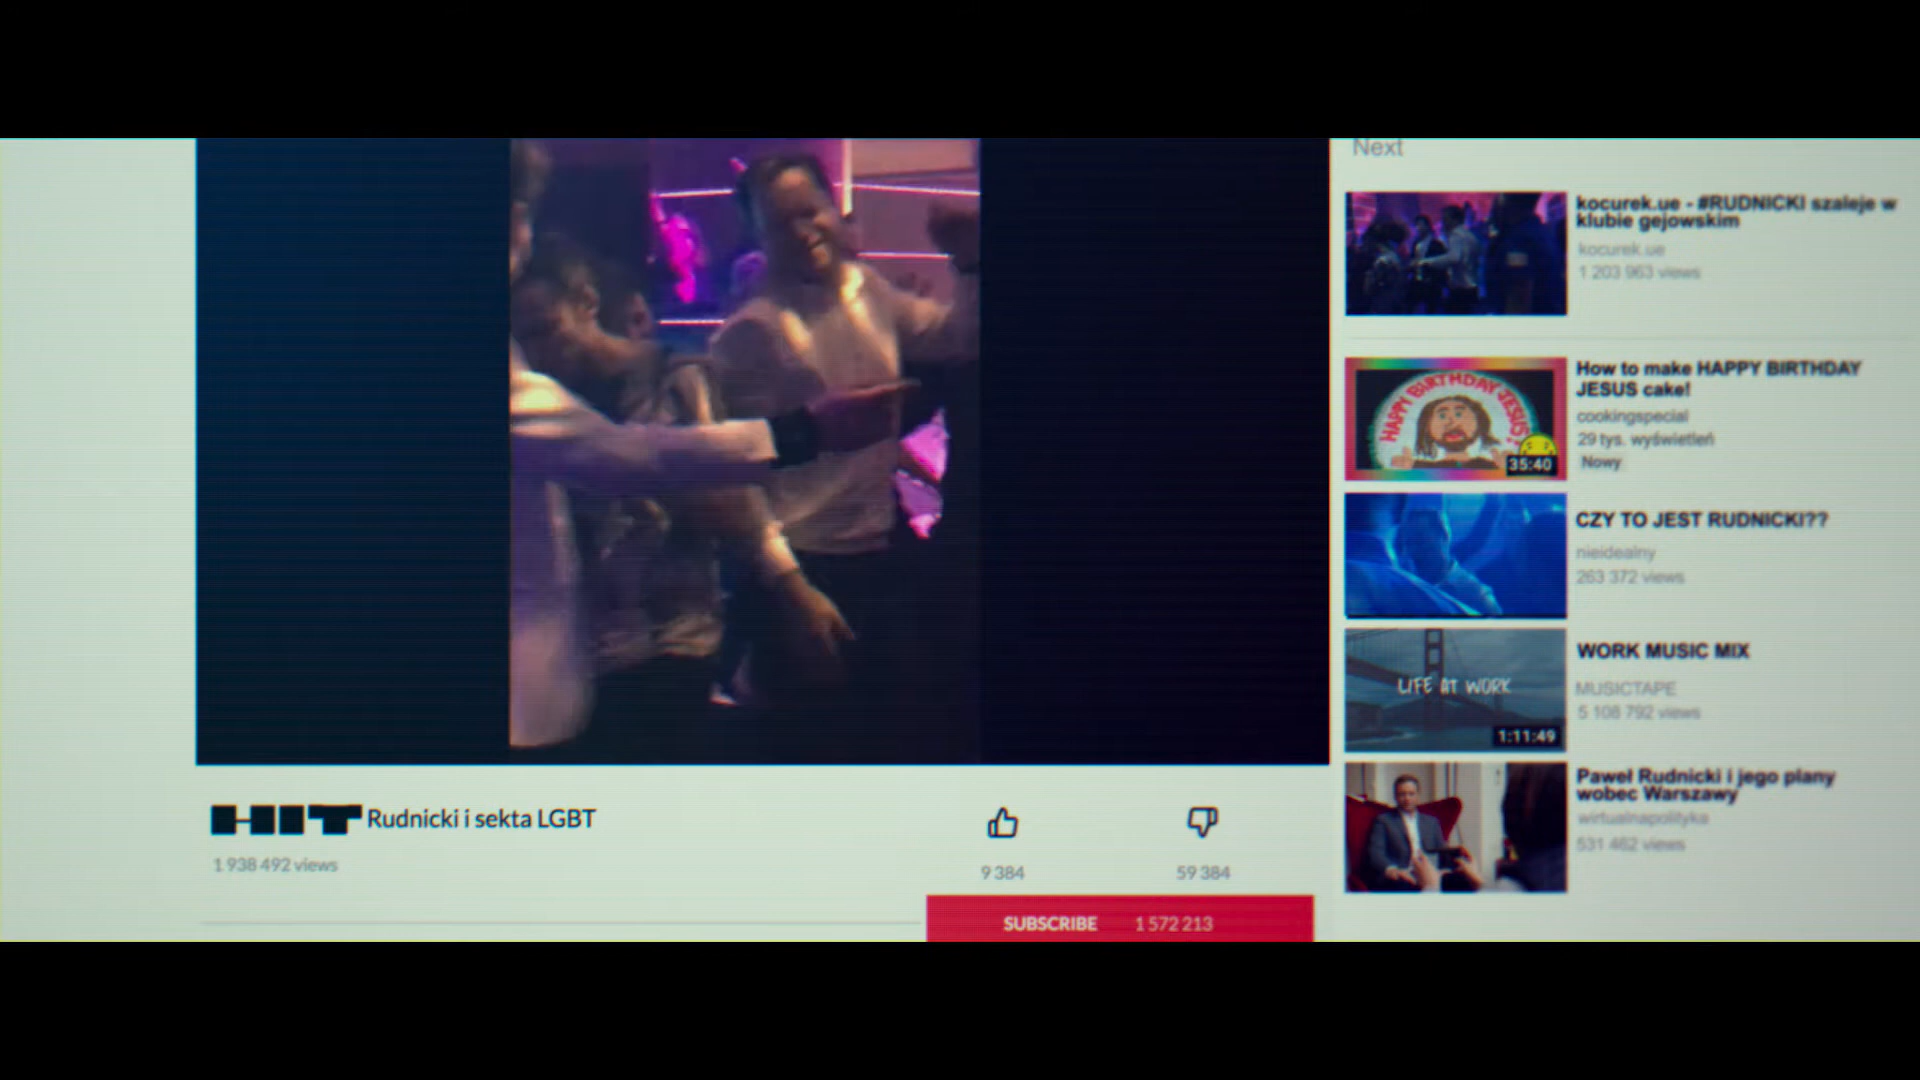 Next
kocurek.ue - #RUDNICKI szaleje w
klubie gejowskim
kocurek.ue
1 203 963 views
HAPPY BIRTHDAY JESUS!
35:40
How to make HAPPY BIRTHDAY
JESUS cake!
cookingspecial
29 tys. wyświetleń
Nowy
CZY TO JEST RUDNICKI??
nieidealny
263 372 views
LIFE AT WORK
1:11:49
WORK MUSIC MIX
MUSICTAPE
5 108 792 views
Paweł Rudnicki i jego plany
wobec Warszawy
wirtualnapolityka
531 462 views
HIT Rudnicki i sekta LGBT
1 938 492 views
9 384
59 384
SUBSCRIBE 1 572 213